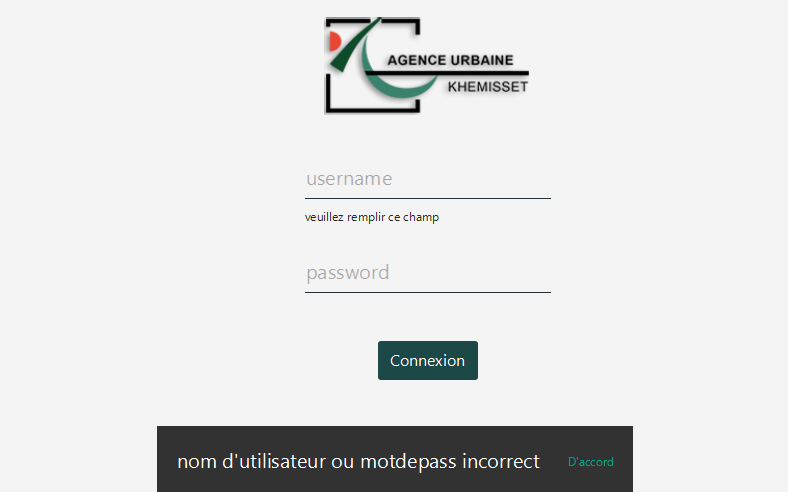 AGENCE URBAINE
KHEMISSET
username
veuillez remplir ce champ
password
Connexion
nom d'utilisateur ou motdepass incorrect
D'accord